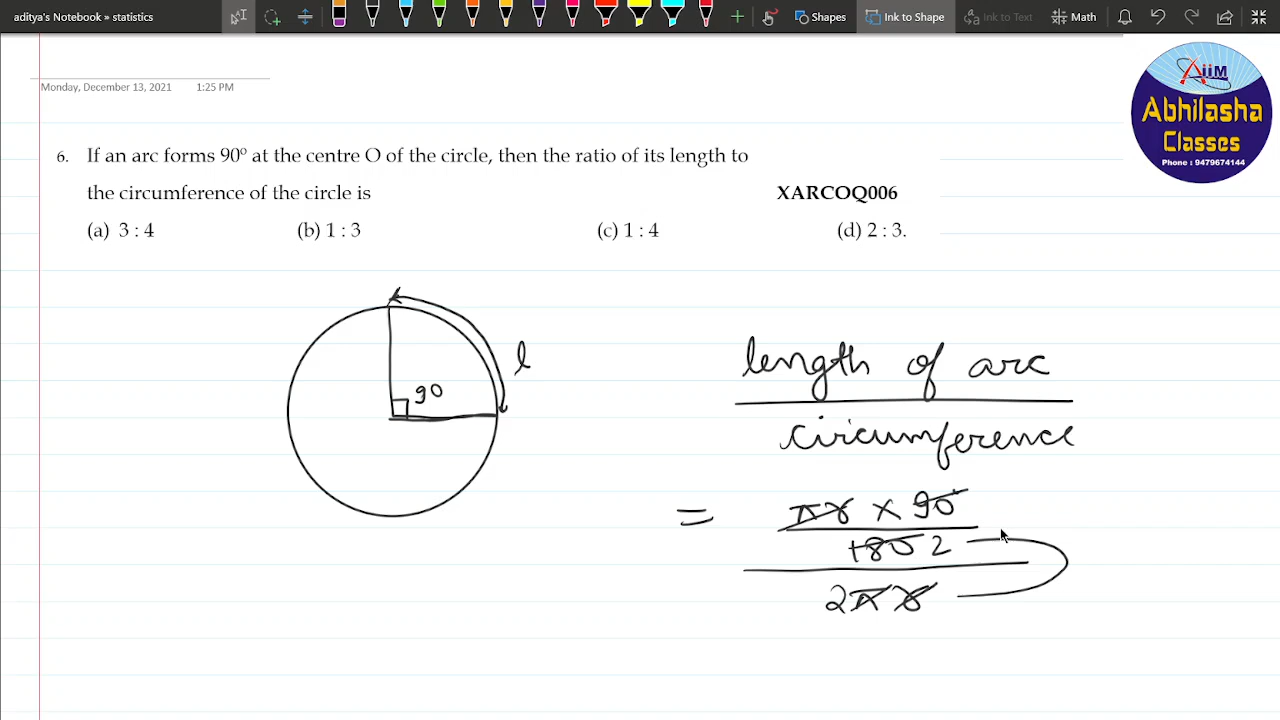 aditya's Notebook » statistics
Shapes
Ink to Shape
Ink to Text
Math
Monday, December 13, 2021 1:25 PM
AiiM
Abhilasha
Classes
Phone : 9479674144
6. If an arc forms 90º at the centre O of the circle, then the ratio of its length to
the circumference of the circle is XARCOQ006
(a) 3 : 4 (b) 1 : 3 (c) 1 : 4 (d) 2 : 3.
l
90
length of arc
circumference
= πr × 90°
180 2
2πr